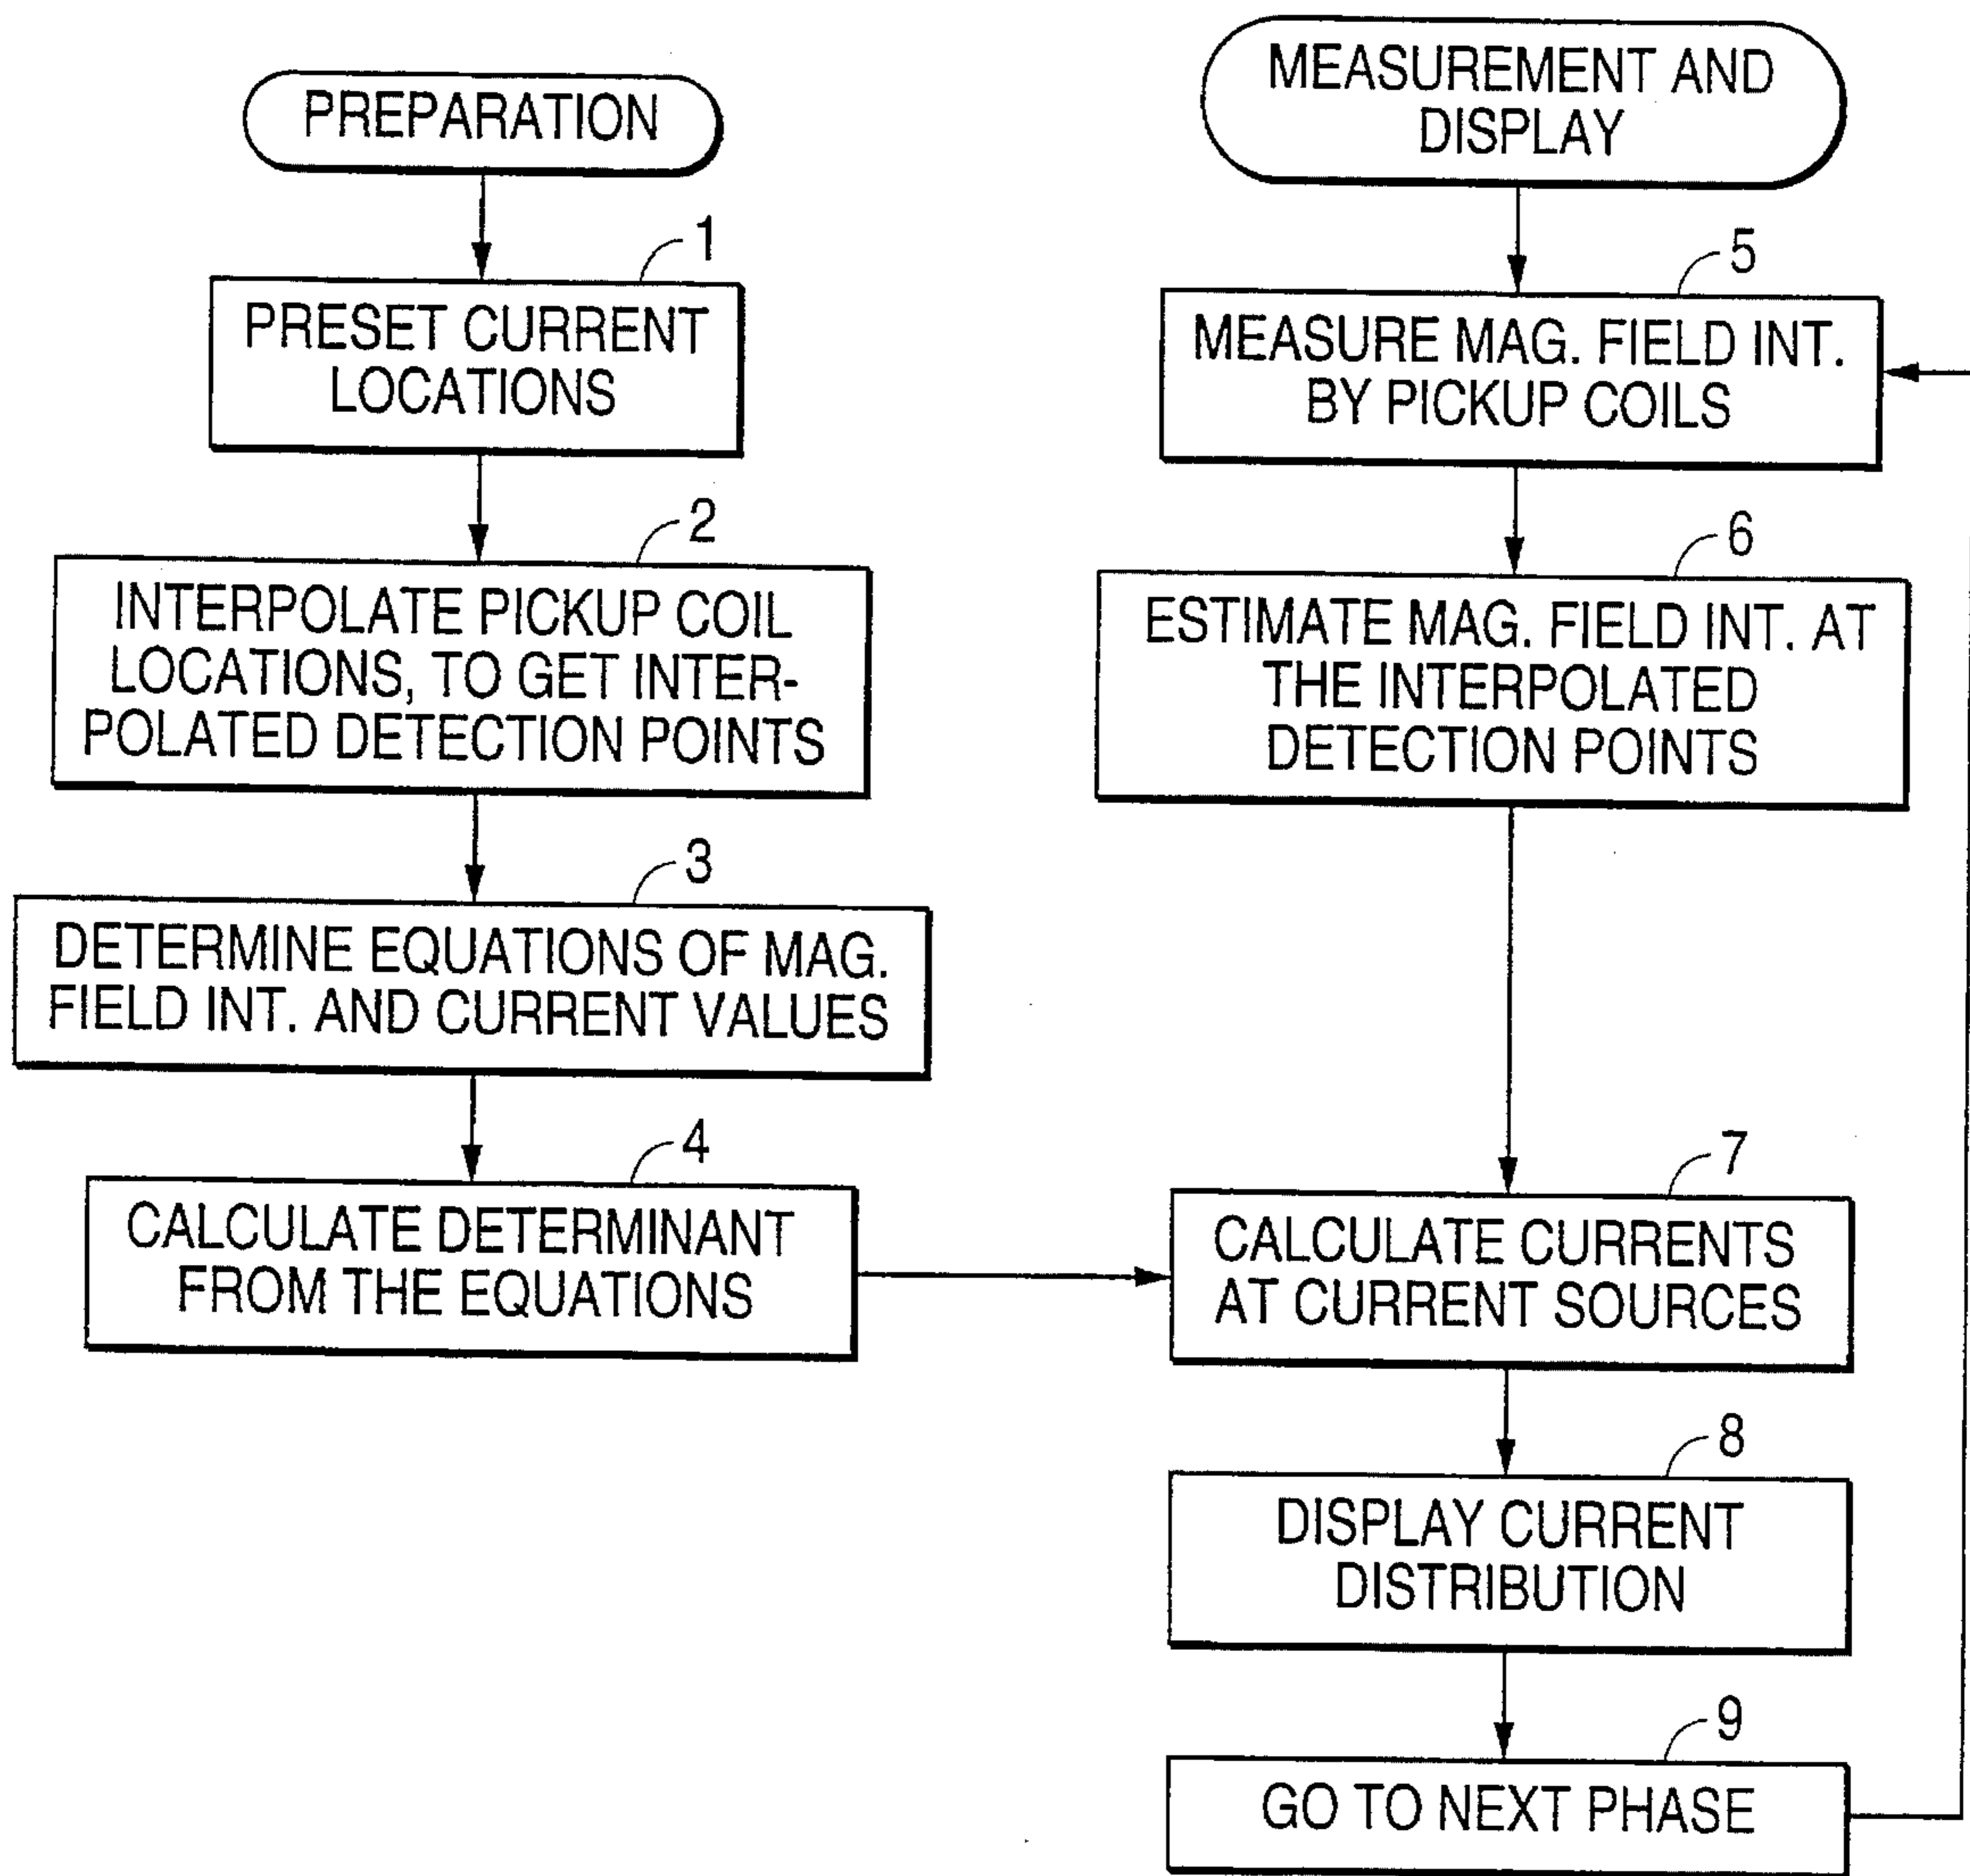 PREPARATION
1
PRESET CURRENT
LOCATIONS
2
INTERPOLATE PICKUP COIL
LOCATIONS, TO GET INTER-
POLATED DETECTION POINTS
3
DETERMINE EQUATIONS OF MAG.
FIELD INT. AND CURRENT VALUES
4
CALCULATE DETERMINANT
FROM THE EQUATIONS
MEASUREMENT AND
DISPLAY
5
MEASURE MAG. FIELD INT.
BY PICKUP COILS
6
ESTIMATE MAG. FIELD INT. AT
THE INTERPOLATED
DETECTION POINTS
7
CALCULATE CURRENTS
AT CURRENT SOURCES
8
DISPLAY CURRENT
DISTRIBUTION
9
GO TO NEXT PHASE